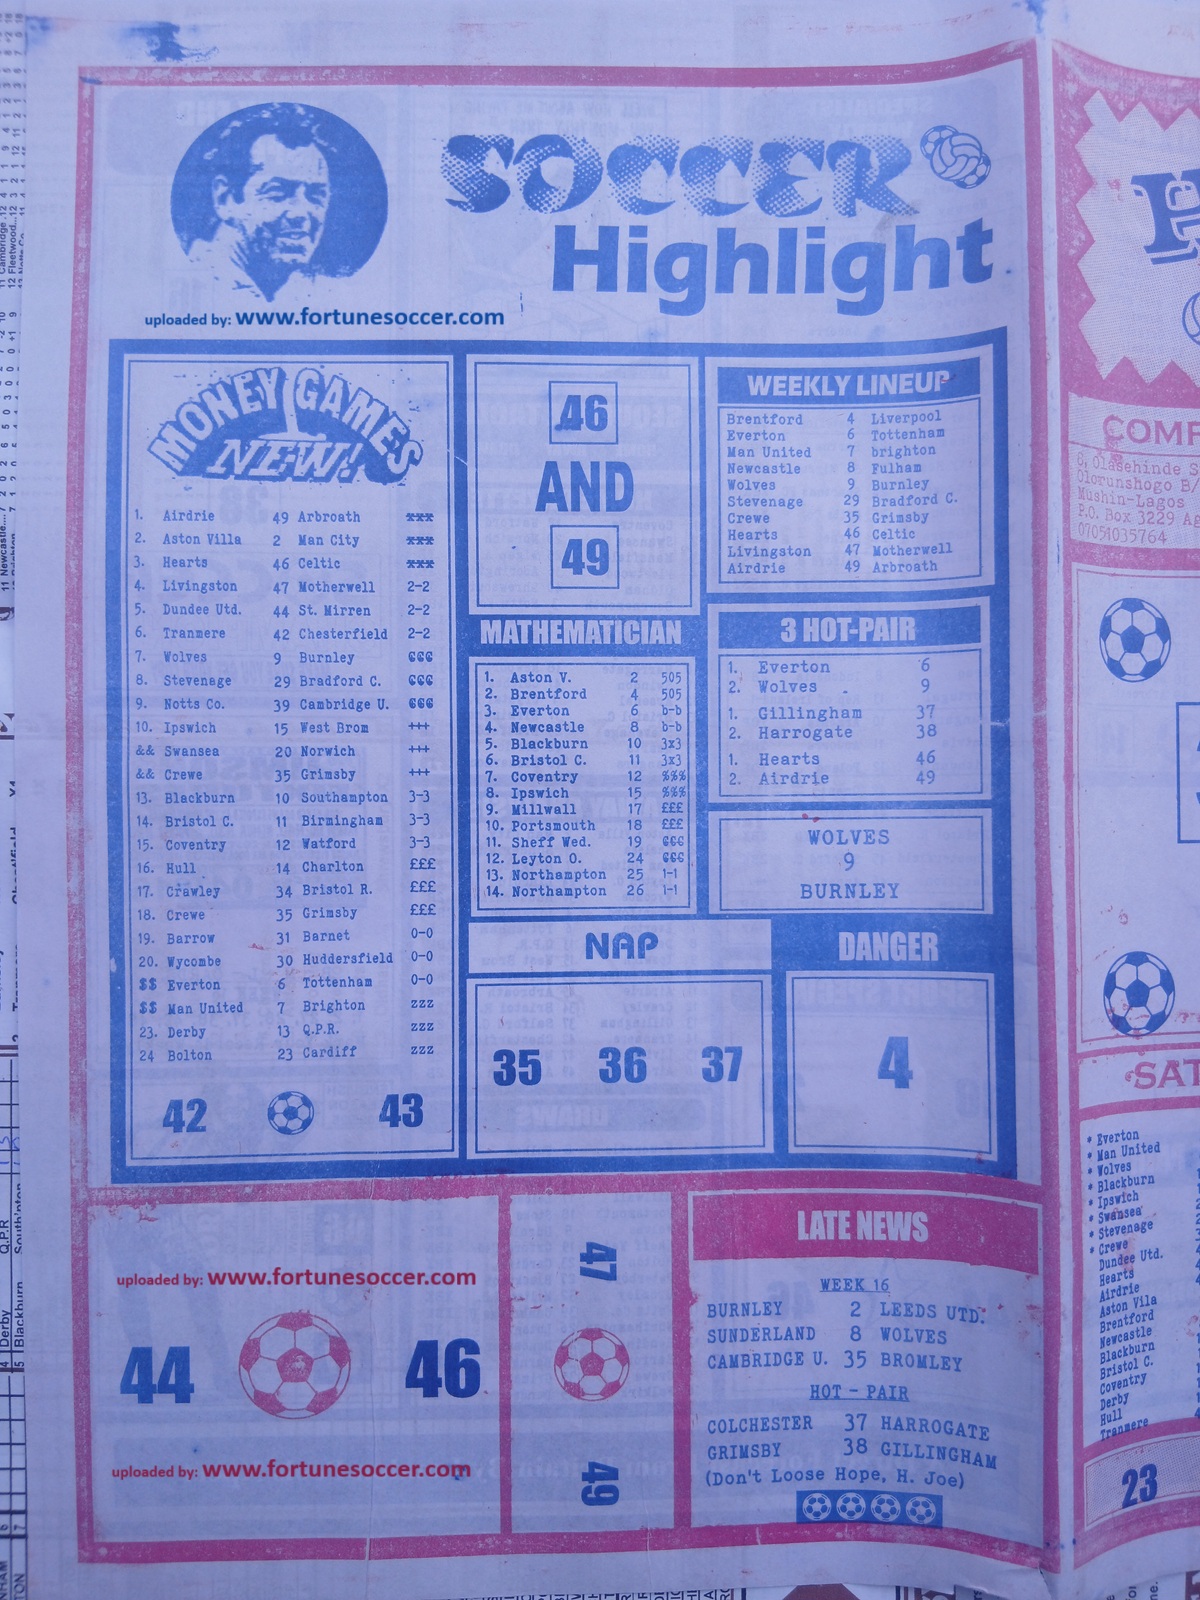 SOCCER
Highlight
uploaded by: www.fortunesoccer.com
MONEY GAMES
NEW!
1. Airdrie 49 Arbroath xxx
2. Aston Villa 2 Man City xxx
3. Hearts 46 Celtic xxx
4. Livingston 47 Motherwell 2-2
5. Dundee Utd. 44 St. Mirren 2-2
6. Tranmere 42 Chesterfield 2-2
7. Wolves 9 Burnley
8. Stevenage 29 Bradford C.
9. Notts Co. 39 Cambridge U.
10. Ipswich 15 West Brom +++
&& Swansea 20 Norwich +++
&& Crewe 35 Grimsby +++
13. Blackburn 10 Southampton 3-3
14. Bristol C. 11 Birmingham 3-3
15. Coventry 12 Watford 3-3
16. Hull 14 Charlton £££
17. Crawley 34 Bristol R. £££
18. Crewe 35 Grimsby £££
19. Barrow 31 Barnet 0-0
20. Wycombe 30 Huddersfield 0-0
$$ Everton 6 Tottenham 0-0
$$ Man United 7 Brighton zzz
23. Derby 13 Q.P.R. zzz
24 Bolton 23 Cardiff zzz
42 43
46
AND
49
MATHEMATICIAN
1. Aston V. 2 505
2. Brentford 4 505
3. Everton 6 b-b
4. Newcastle 8 b-b
5. Blackburn 10 3x3
6. Bristol C. 11 3x3
7. Coventry 12 %%%
8. Ipswich 15 %%%
9. Millwall 17 £££
10. Portsmouth 18 £££
11. Sheff Wed. 19
12. Leyton O. 24
13. Northampton 25 1-1
14. Northampton 26 1-1
WEEKLY LINEUP
Brentford 4 Liverpool
Everton 6 Tottenham
Man United 7 brighton
Newcastle 8 Fulham
Wolves 9 Burnley
Stevenage 29 Bradford C.
Crewe 35 Grimsby
Hearts 46 Celtic
Livingston 47 Motherwell
Airdrie 49 Arbroath
3 HOT-PAIR
1. Everton 6
2. Wolves 9
1. Gillingham 37
2. Harrogate 38
1. Hearts 46
2. Airdrie 49
WOLVES
9
BURNLEY
NAP
35 36 37
DANGER
4
uploaded by: www.fortunesoccer.com
44 46
uploaded by: www.fortunesoccer.com
47
49
LATE NEWS
WEEK 16
BURNLEY 2 LEEDS UTD.
SUNDERLAND 8 WOLVES
CAMBRIDGE U. 35 BROMLEY
HOT - PAIR
COLCHESTER 37 HARROGATE
GRIMSBY 38 GILLINGHAM
(Don't Loose Hope, H. Joe)
COMP
8, Olasehinde S
Olorunshogo B/
Mushin-Lagos
P.O. Box 3229 A
07051035764
SAT
* Everton
* Man United
* Wolves
* Blackburn
* Ipswich
* Swansea
* Stevenage
* Crewe
Dundee Utd.
Hearts
Airdrie
Aston Vila
Brentford
Newcastle
Blackburn
Bristol C.
Coventry
Derby
Hull
Tranmere
23